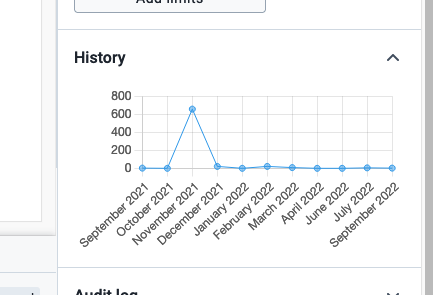 Add limits
History
800
600
400
200
0
September 2021
October 2021
November 2021
December 2021
January 2022
February 2022
March 2022
April 2022
June 2022
July 2022
September 2022
Audit log